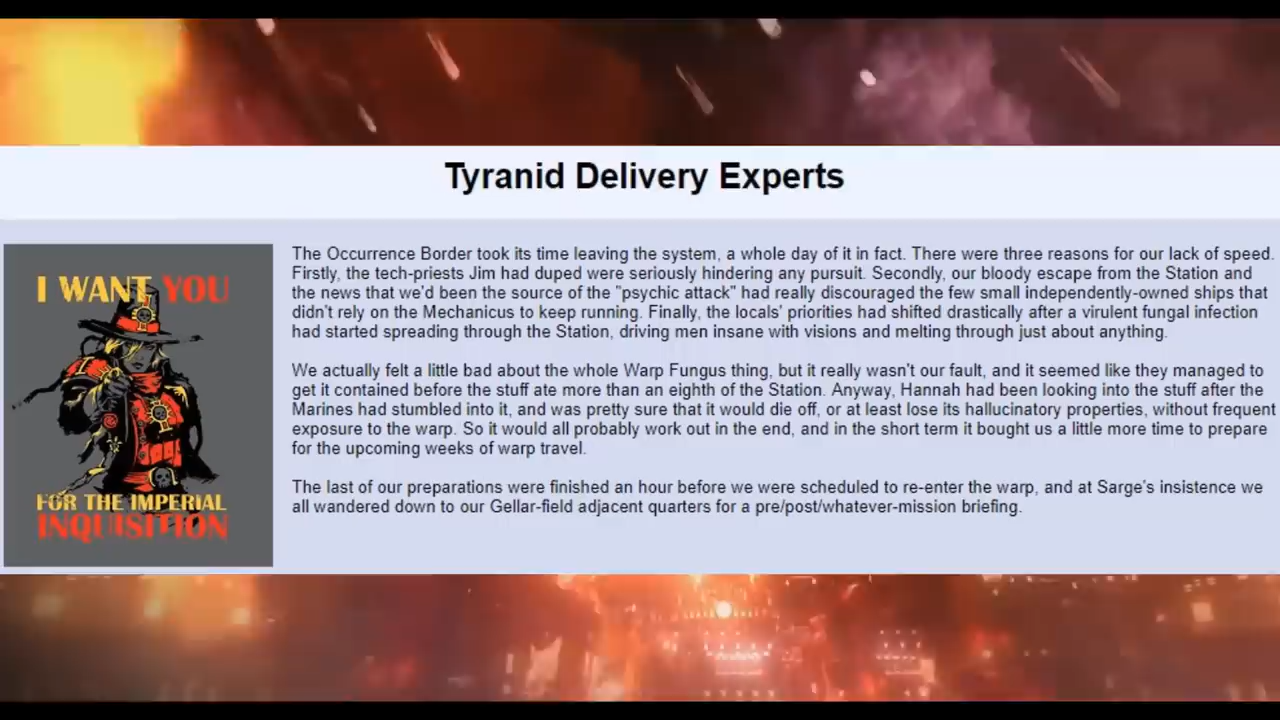 Tyranid Delivery Experts
I WANT YOU
FOR THE IMPERIAL
INQUISITION
The Occurrence Border took its time leaving the system, a whole day of it in fact. There were three reasons for our lack of speed.
Firstly, the tech-priests Jim had duped were seriously hindering any pursuit. Secondly, our bloody escape from the Station and
the news that we'd been the source of the "psychic attack" had really discouraged the few small independently-owned ships that
didn't rely on the Mechanicus to keep running. Finally, the locals' priorities had shifted drastically after a virulent fungal infection
had started spreading through the Station, driving men insane with visions and melting through just about anything.
We actually felt a little bad about the whole Warp Fungus thing, but it really wasn't our fault, and it seemed like they managed to
get it contained before the stuff ate more than an eighth of the Station. Anyway, Hannah had been looking into the stuff after the
Marines had stumbled into it, and was pretty sure that it would die off, or at least lose its hallucinatory properties, without frequent
exposure to the warp. So it would all probably work out in the end, and in the short term it bought us a little more time to prepare
for the upcoming weeks of warp travel.
The last of our preparations were finished an hour before we were scheduled to re-enter the warp, and at Sarge's insistence we
all wandered down to our Gellar-field adjacent quarters for a pre/post/whatever-mission briefing.